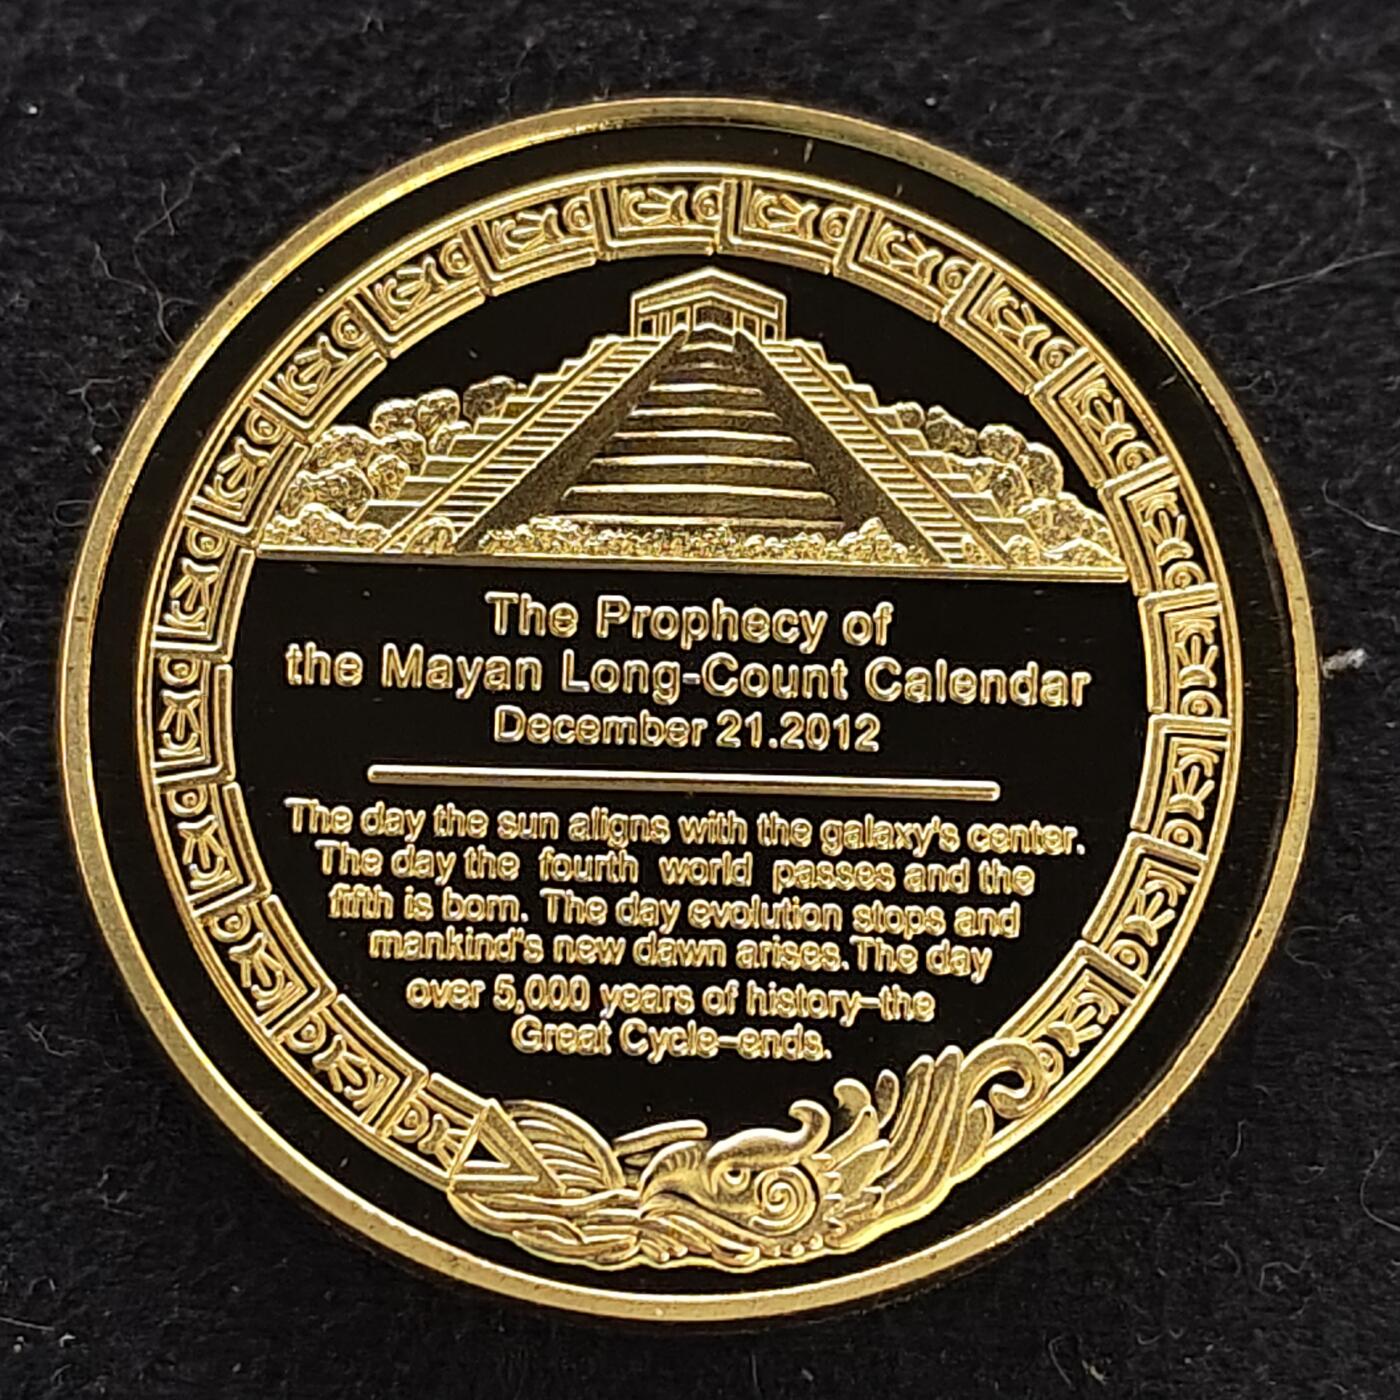 The Prophecy of
the Mayan Long-Count Calendar
December 21.2012
The day the sun aligns with the galaxy's center.
The day the fourth world passes and the
fifth is born. The day evolution stops and
mankind's new dawn arises.The day
over 5,000 years of history–the
Great Cycle–ends.